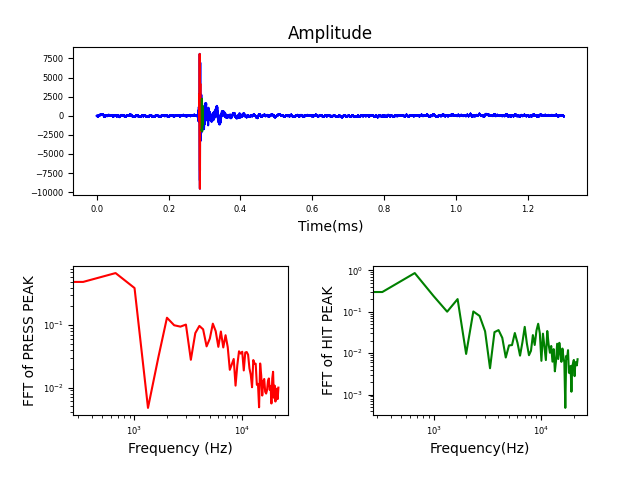 Amplitude
7500
5000
2500
0
−2500
−5000
−7500
−10000
0.0 0.2 0.4 0.6 0.8 1.0 1.2
Time(ms)
FFT of PRESS PEAK
10⁻¹
10⁻²
10³ 10⁴
Frequency (Hz)
FFT of HIT PEAK
10⁰
10⁻¹
10⁻²
10⁻³
10³ 10⁴
Frequency(Hz)